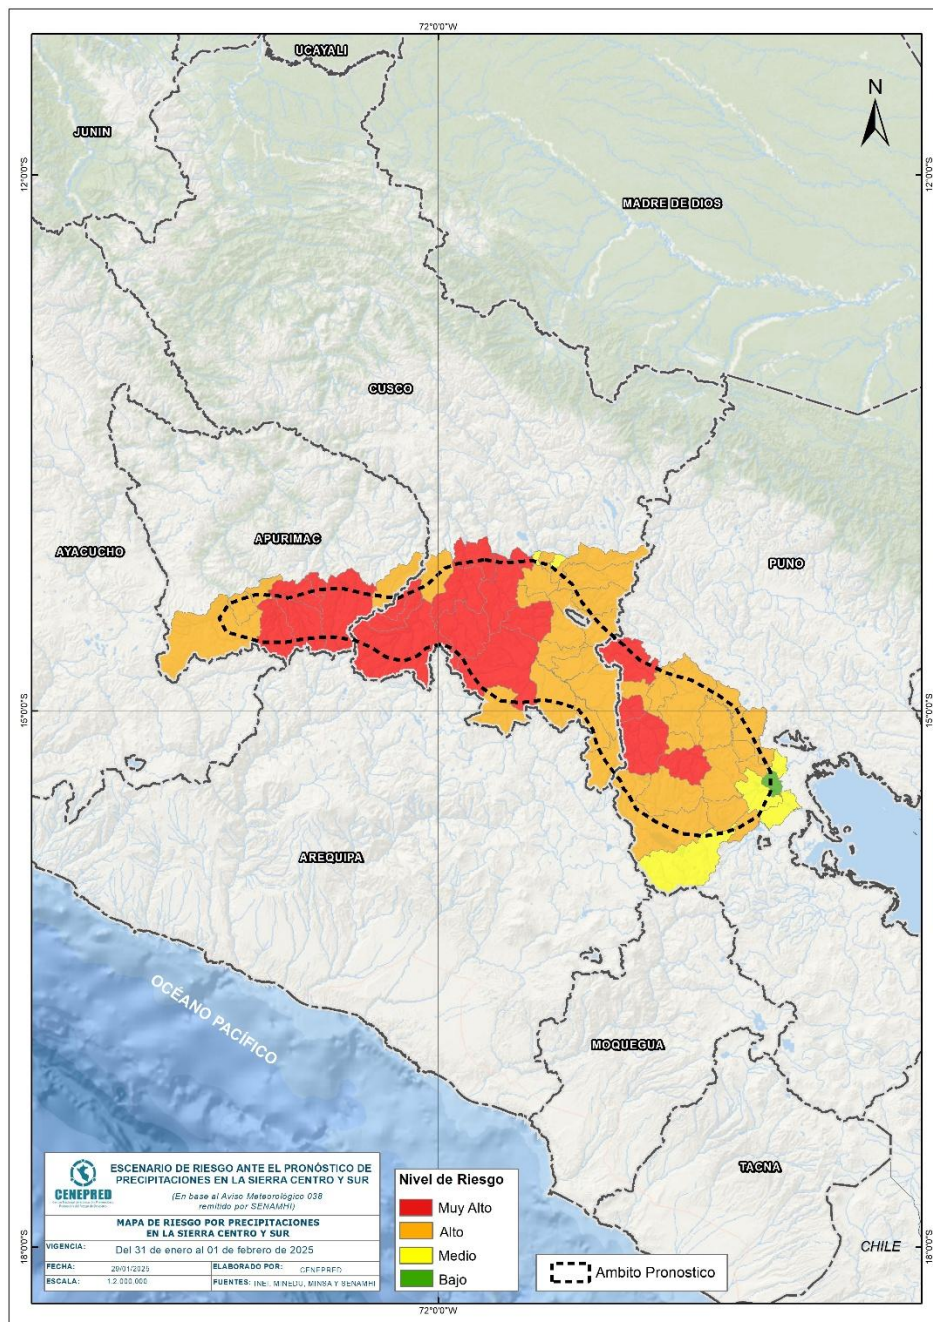 72°0'0"W
UCAYALI
JUNIN
N
12°0'0"S
12°0'0"S
MADRE DE DIOS
CUSCO
AYACUCHO
APURIMAC
PUNO
15°0'0"S
15°0'0"S
AREQUIPA
OCÉANO PACÍFICO
MOQUEGUA
TACNA
CHILE
18°0'0"S
18°0'0"S
CENEPRED
ESCENARIO DE RIESGO ANTE EL PRONÓSTICO DE
PRECIPITACIONES EN LA SIERRA CENTRO Y SUR
(En base al Aviso Meteorológico 038
remitido por SENAMHI)
MAPA DE RIESGO POR PRECIPITACIONES
EN LA SIERRA CENTRO Y SUR
VIGENCIA: Del 31 de enero al 01 de febrero de 2025
FECHA: 29/01/2025 ELABORADO POR: CENEPRED
ESCALA: 1:2.000.000 FUENTES: INEI, MINEDU, MINSA Y SENAMHI
Nivel de Riesgo
Muy Alto
Alto
Medio
Bajo
Ambito Pronostico
72°0'0"W